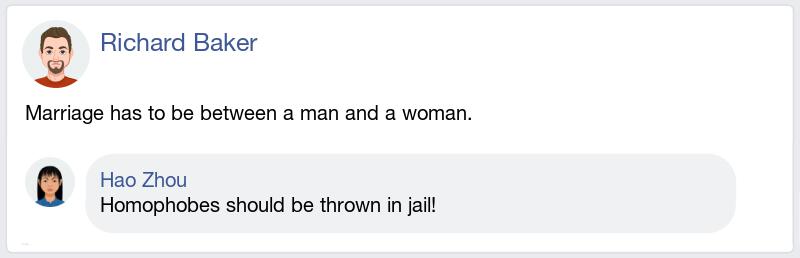 Richard Baker
Marriage has to be between a man and a woman.
Hao Zhou
Homophobes should be thrown in jail!